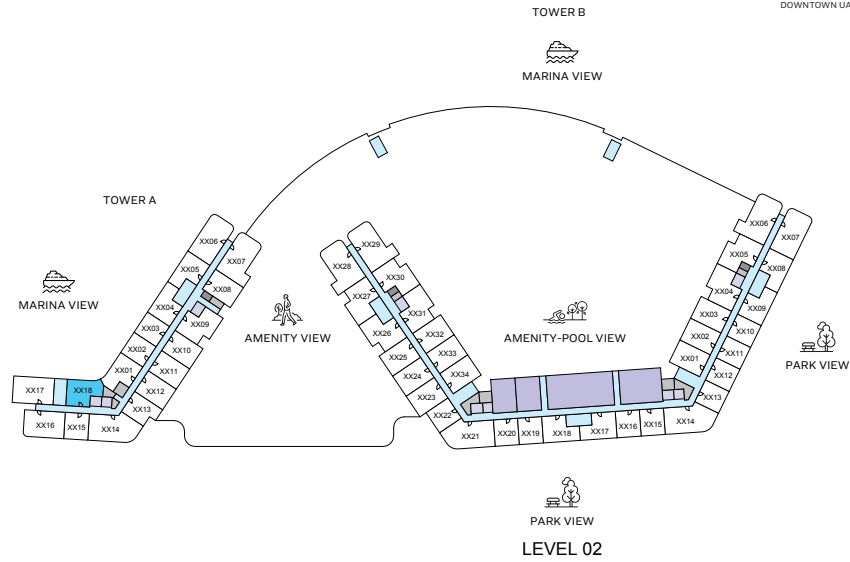 DOWNTOWN UA
TOWER B
MARINA VIEW
TOWER A
MARINA VIEW
AMENITY VIEW
AMENITY-POOL VIEW
PARK VIEW
XX06
XX07
XX05
XX08
XX04
XX09
XX03
XX10
XX02
XX11
XX01
XX12
XX17
XX18
XX13
XX16
XX15
XX14
XX29
XX28
XX30
XX27
XX31
XX26
XX32
XX25
XX33
XX24
XX34
XX23
XX22
XX21
XX20
XX19
XX18
XX17
XX16
XX15
XX14
XX06
XX07
XX05
XX08
XX04
XX09
XX03
XX10
XX02
XX11
XX01
XX12
XX13
PARK VIEW
LEVEL 02